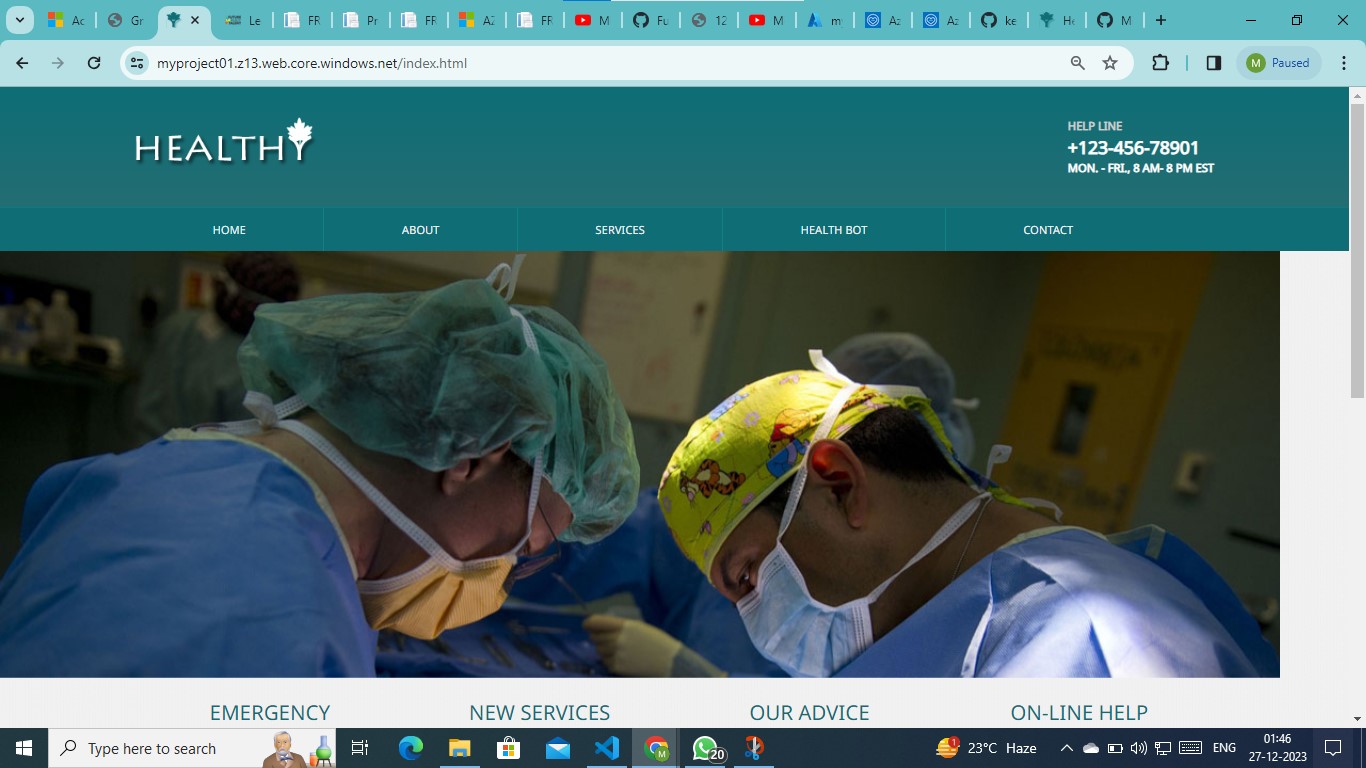 Ac
Gr
Le
FR
Pr
FR
AZ
FR
M
Fu
12
M
m
Az
Az
ke
He
M
myproject01.z13.web.core.windows.net/index.html
M Paused
HEALTHY
HELP LINE
+123-456-78901
MON. - FRI., 8 AM- 8 PM EST
HOME ABOUT SERVICES HEALTH BOT CONTACT
EMERGENCY NEW SERVICES OUR ADVICE ON-LINE HELP
Type here to search
20
1
23°C Haze
ENG
01:46
27-12-2023